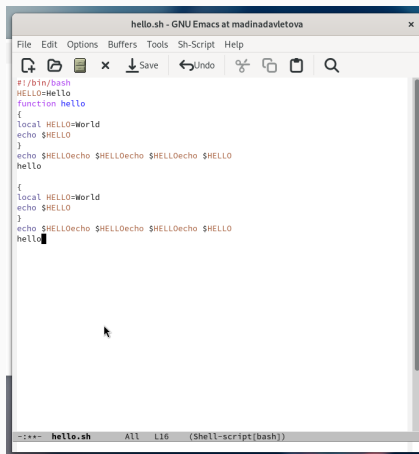 hello.sh - GNU Emacs at madinadavletova ×
File Edit Options Buffers Tools Sh-Script Help
Save Undo
#!/bin/bash
HELLO=Hello
function hello
{
local HELLO=World
echo $HELLO
}
echo $HELLOecho $HELLOecho $HELLOecho $HELLO
hello
{
local HELLO=World
echo $HELLO
}
echo $HELLOecho $HELLOecho $HELLOecho $HELLO
hello
-:**- hello.sh All L16 (Shell-script[bash])